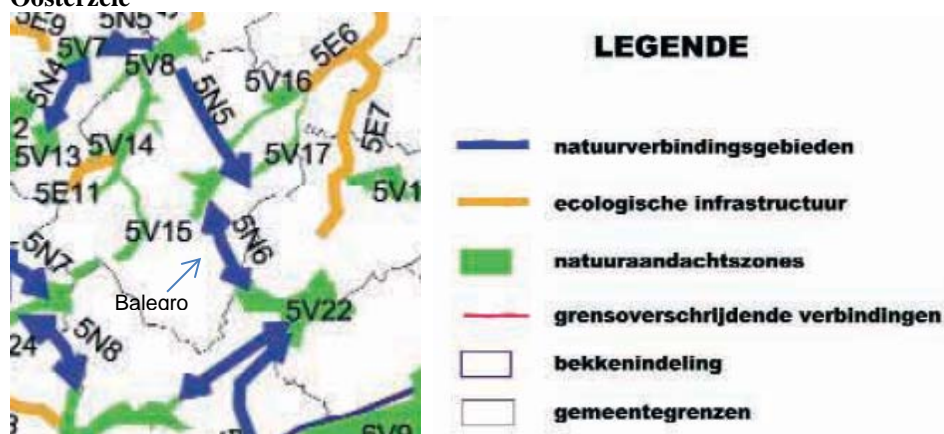 Oosterzele
5E9
5N5
5V7
5V8
5N4
5N5
5V16
5E6
5E7
2
5V13
5V14
5V17
5E11
5V1
5V15
5N6
5N7
Balegro
5V22
24
5N8
6V9
LEGENDE
natuurverbindingsgebieden
ecologische infrastructuur
natuuraandachtszones
grensoverschrijdende verbindingen
bekkenindeling
gemeentegrenzen